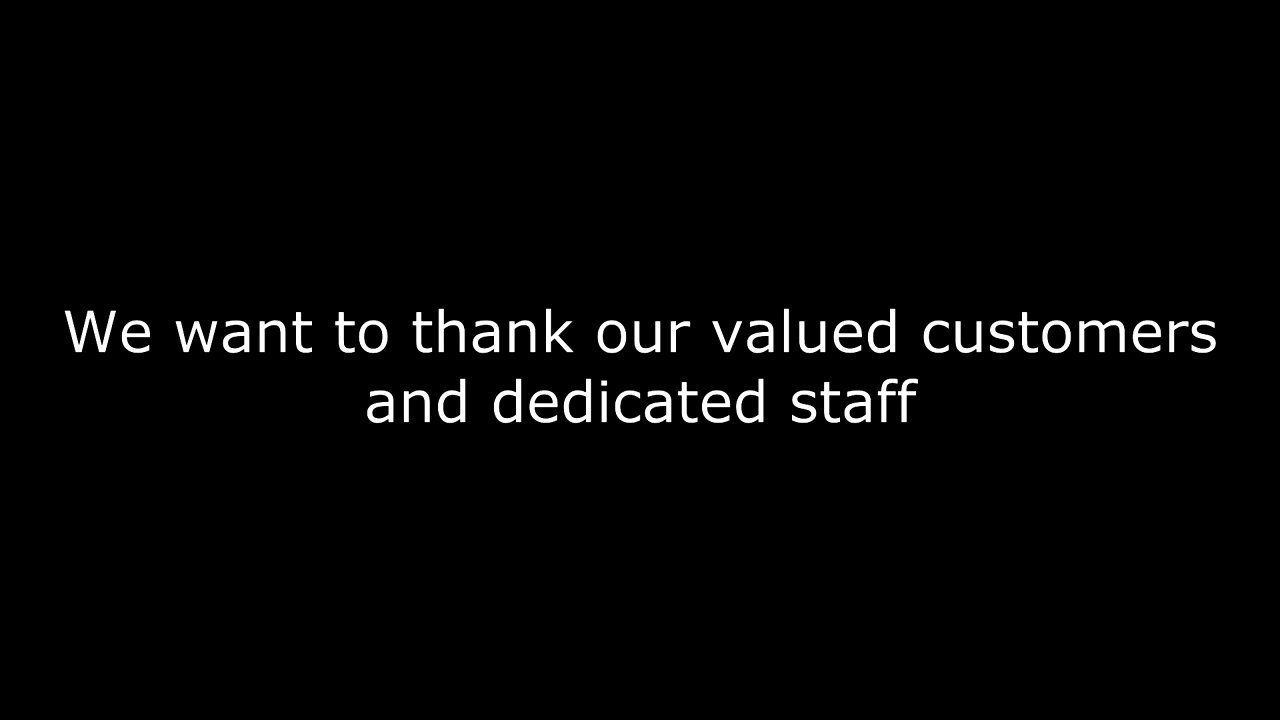 We want to thank our valued customers
and dedicated staff